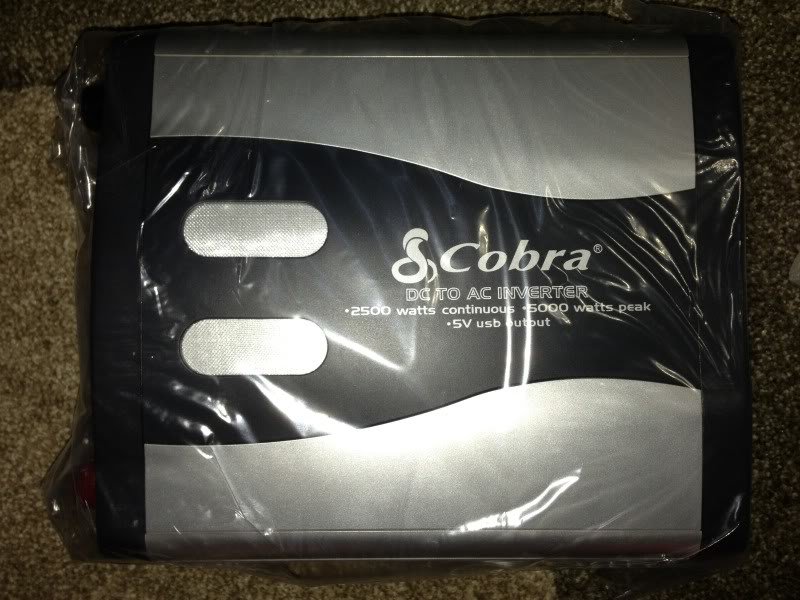 Cobra®
DC TO AC INVERTER
•2500 watts continuous •5000 watts peak
•5V usb output